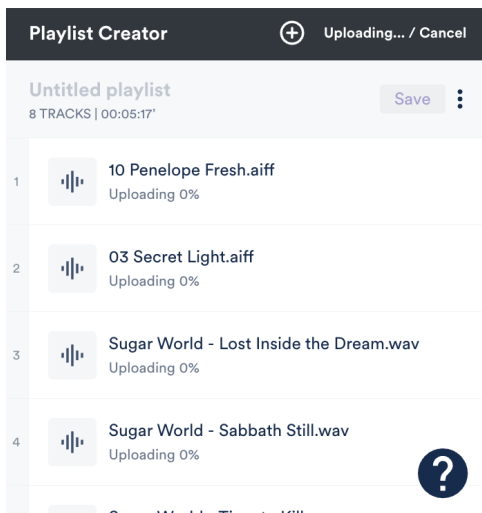 Playlist Creator
Uploading... / Cancel
Untitled playlist
Save
8 TRACKS | 00:05:17’
1
10 Penelope Fresh.aiff
Uploading 0%
2
03 Secret Light.aiff
Uploading 0%
3
Sugar World - Lost Inside the Dream.wav
Uploading 0%
4
Sugar World - Sabbath Still.wav
Uploading 0%
?